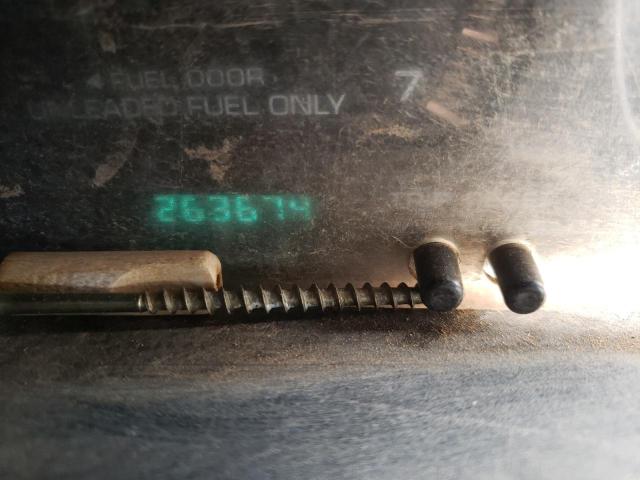 ◄ FUEL DOOR
UNLEADED FUEL ONLY
7
263674